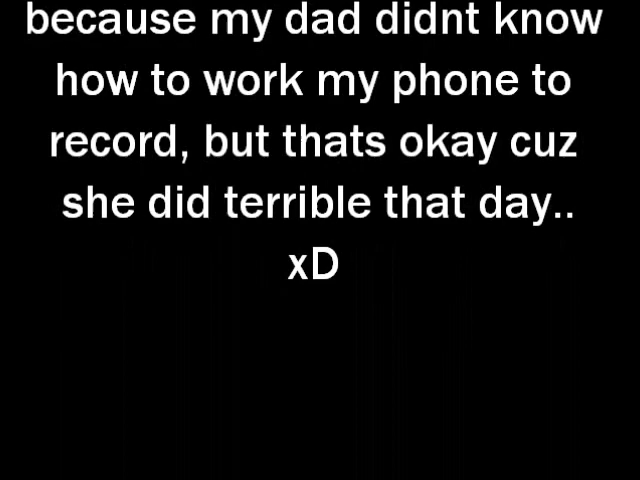 because my dad didnt know
how to work my phone to
record, but thats okay cuz
she did terrible that day..
xD